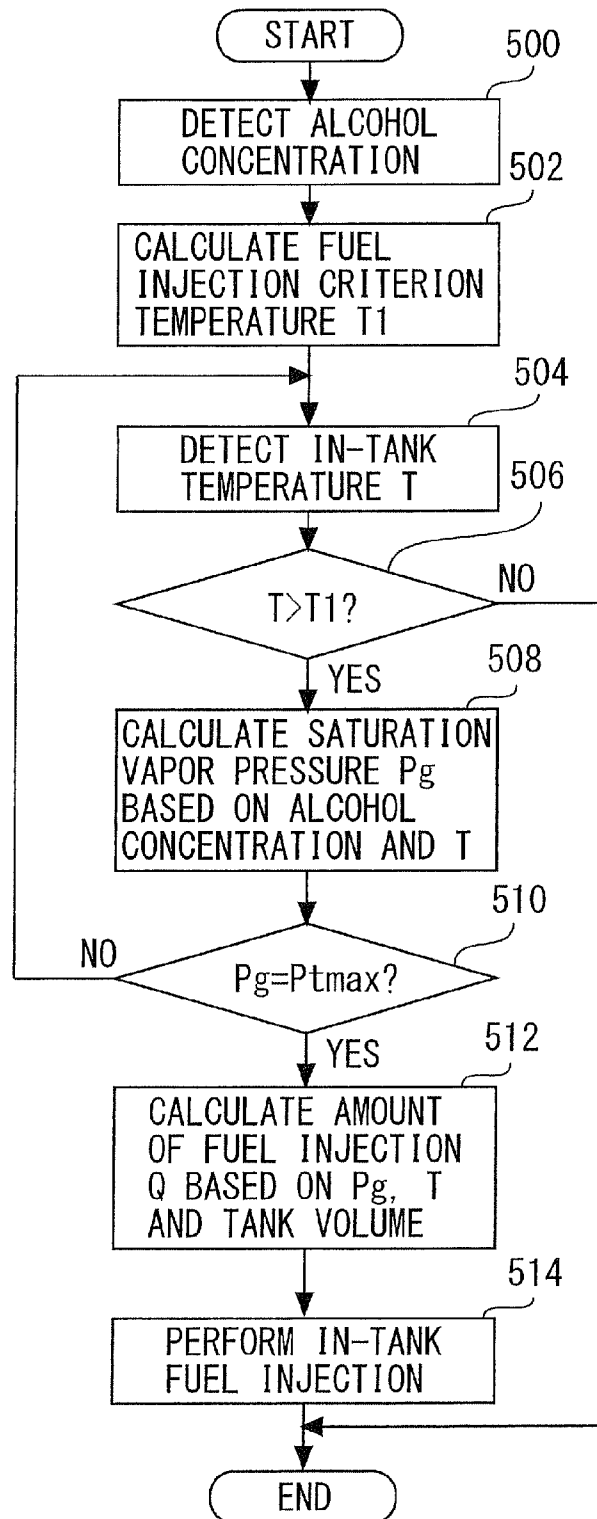 START
500
DETECT ALCOHOL
CONCENTRATION
502
CALCULATE FUEL
INJECTION CRITERION
TEMPERATURE T1
504
DETECT IN-TANK
TEMPERATURE T
506
T>T1?
NO
YES
508
CALCULATE SATURATION
VAPOR PRESSURE Pg
BASED ON ALCOHOL
CONCENTRATION AND T
510
NO
Pg=Ptmax?
YES
512
CALCULATE AMOUNT
OF FUEL INJECTION
Q BASED ON Pg, T
AND TANK VOLUME
514
PERFORM IN-TANK
FUEL INJECTION
END